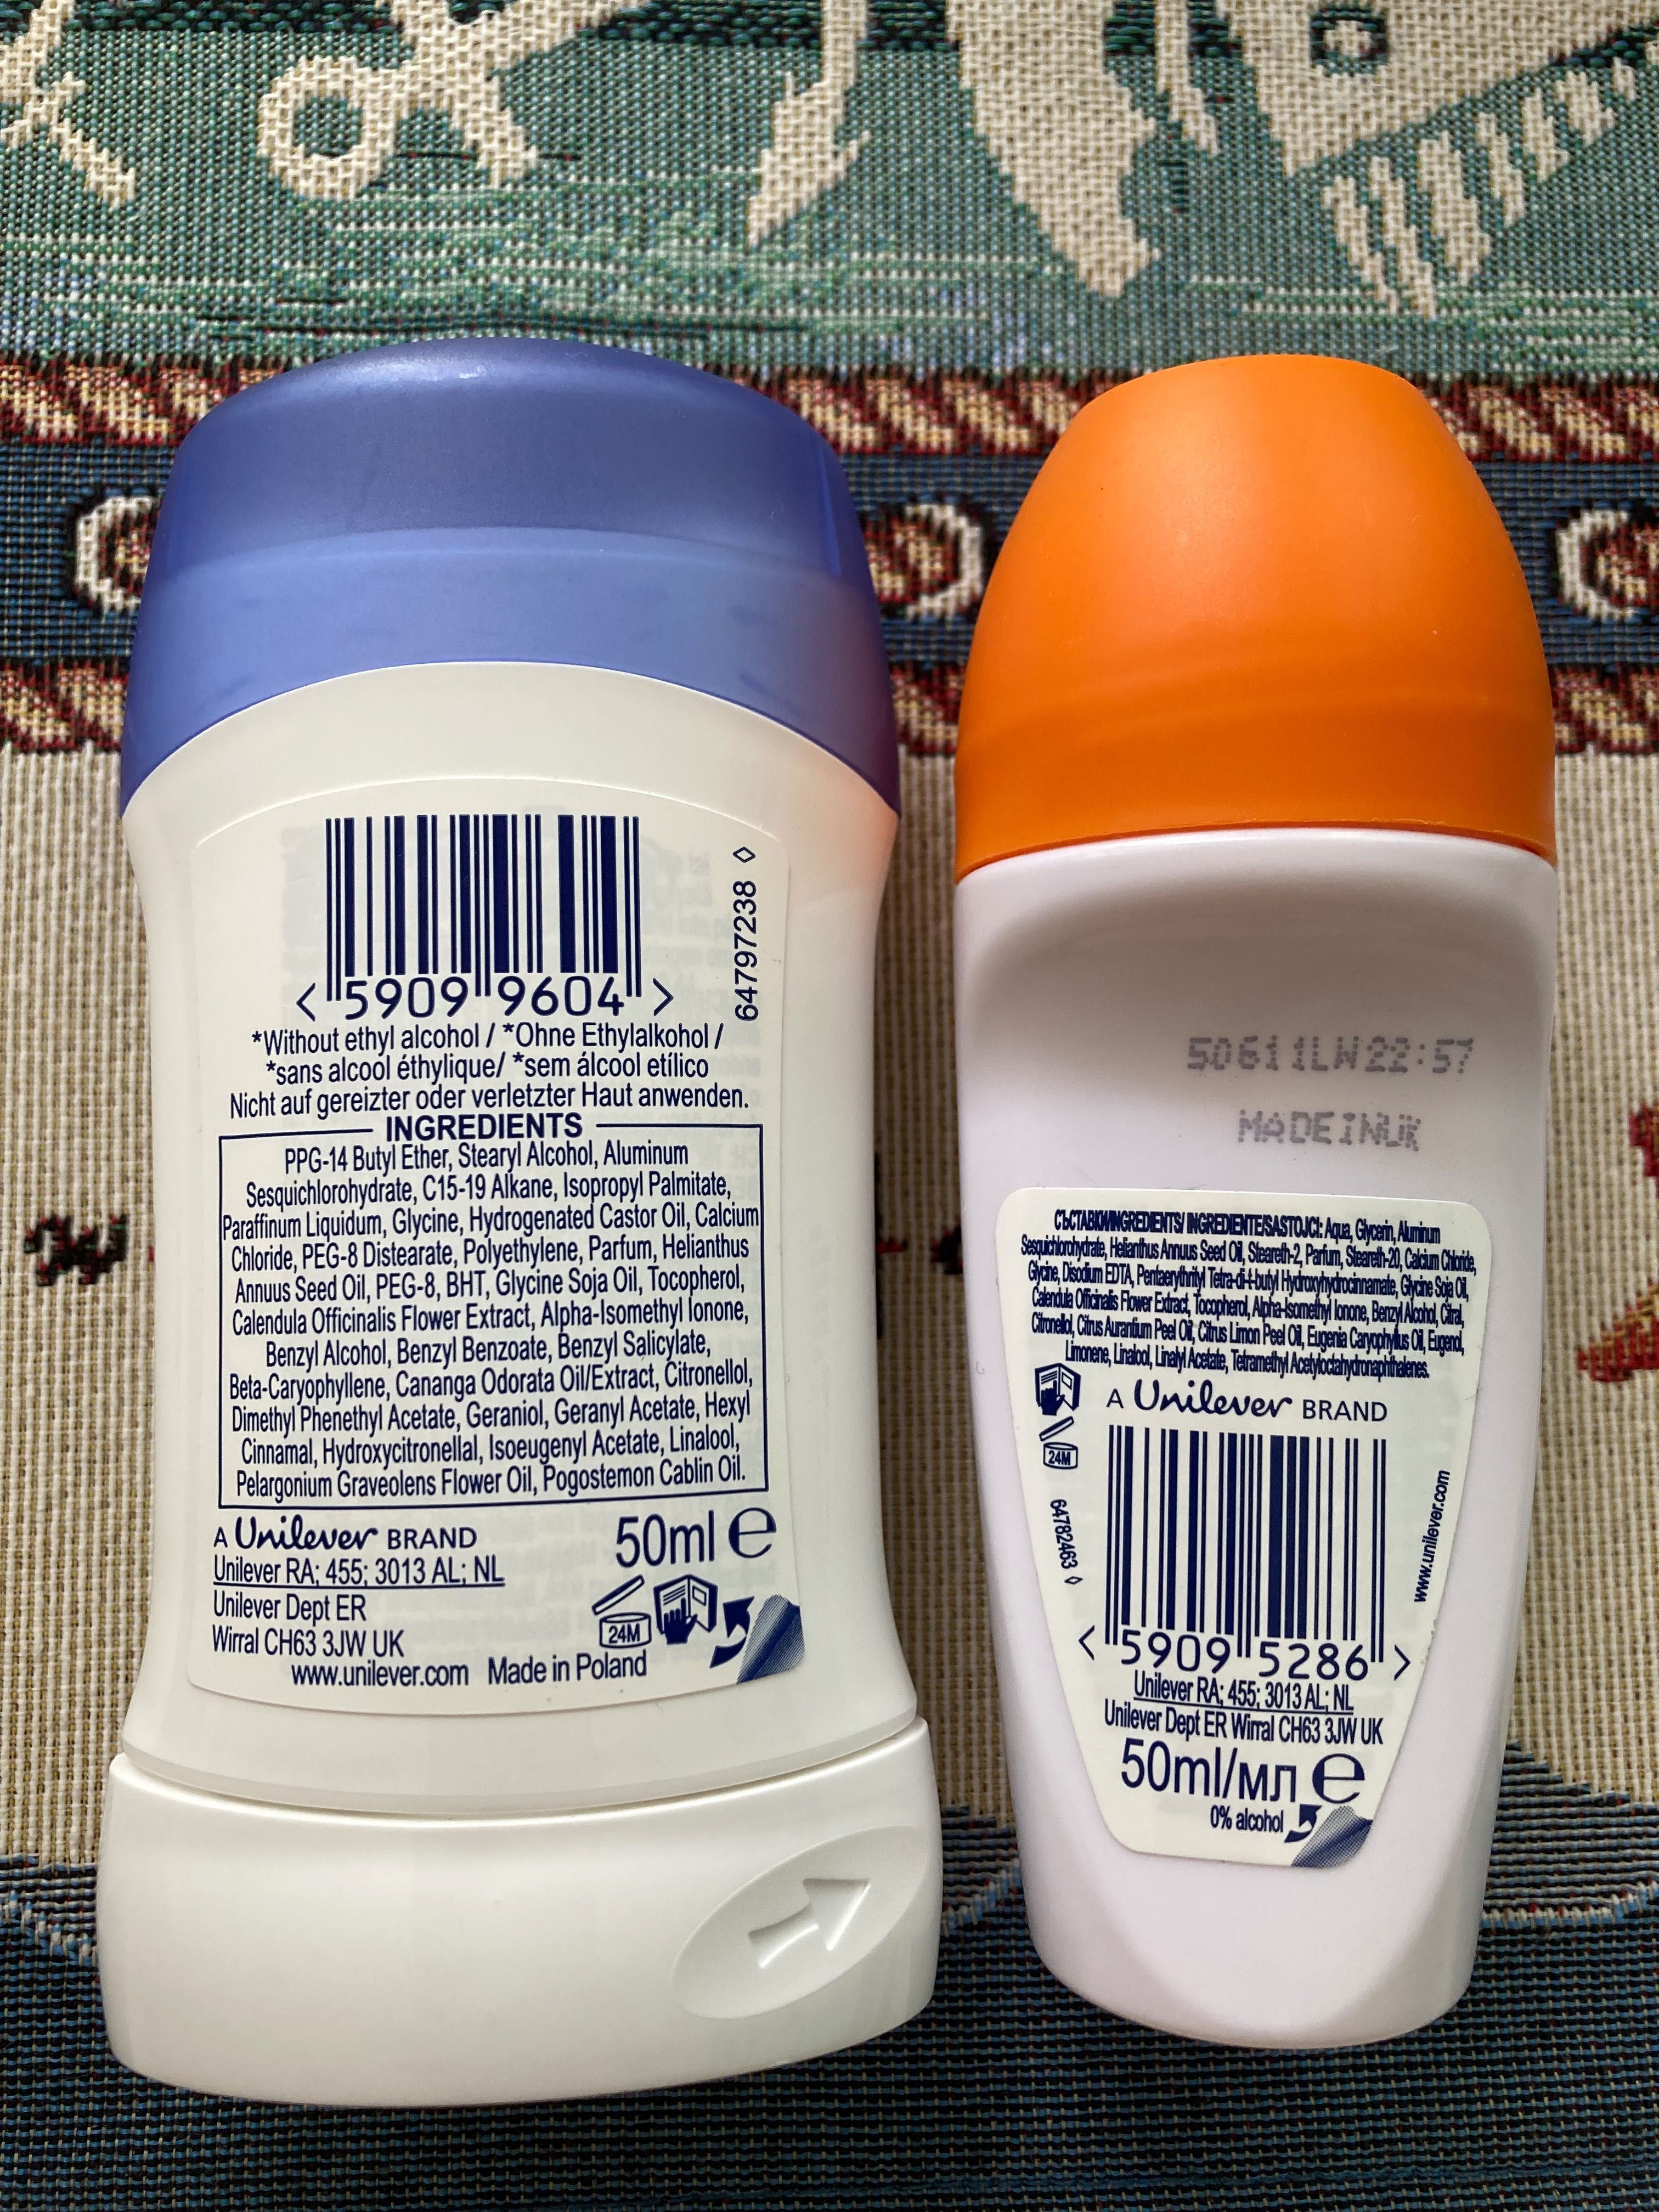 <5909 9604>
64797238 ◊
*Without ethyl alcohol / *Ohne Ethylalkohol /
*sans alcool éthylique/ *sem álcool etílico
Nicht auf gereizter oder verletzter Haut anwenden.
INGREDIENTS
PPG-14 Butyl Ether, Stearyl Alcohol, Aluminum
Sesquichlorohydrate, C15-19 Alkane, Isopropyl Palmitate,
Paraffinum Liquidum, Glycine, Hydrogenated Castor Oil, Calcium
Chloride, PEG-8 Distearate, Polyethylene, Parfum, Helianthus
Annuus Seed Oil, PEG-8, BHT, Glycine Soja Oil, Tocopherol,
Calendula Officinalis Flower Extract, Alpha-Isomethyl Ionone,
Benzyl Alcohol, Benzyl Benzoate, Benzyl Salicylate,
Beta-Caryophyllene, Cananga Odorata Oil/Extract, Citronellol,
Dimethyl Phenethyl Acetate, Geraniol, Geranyl Acetate, Hexyl
Cinnamal, Hydroxycitronellal, Isoeugenyl Acetate, Linalool,
Pelargonium Graveolens Flower Oil, Pogostemon Cablin Oil.
A Unilever BRAND
50ml ℮
Unilever RA; 455; 3013 AL; NL
Unilever Dept ER
Wirral CH63 3JW UK
24M
www.unilever.com Made in Poland
50611LW 22:57
MADE IN UK
СЪСТАВКИ/INGREDIENTS/ INGREDIENTE/SASTOJCI: Aqua, Glycerin, Aluminum
Sesquichlorohydrate, Helianthus Annuus Seed Oil, Steareth-2, Parfum, Steareth-20, Calcium Chloride,
Glycine, Disodium EDTA, Pentaerythrityl Tetra-di-t-butyl Hydroxyhydrocinnamate, Glycine Soja Oil,
Calendula Officinalis Flower Extract, Tocopherol, Alpha-Isomethyl Ionone, Benzyl Alcohol, Citral,
Citronellol, Citrus Aurantium Peel Oil, Citrus Limon Peel Oil, Eugenia Caryophyllus Oil, Eugenol,
Limonene, Linalool, Linalyl Acetate, Tetramethyl Acetyloctahydronaphthalenes.
A Unilever BRAND
24M
64782463 ◊
www.unilever.com
<5909 5286>
Unilever RA; 455; 3013 AL; NL
Unilever Dept ER Wirral CH63 3JW UK
50ml/мл ℮
0% alcohol